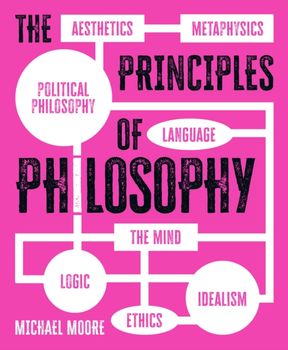 THE
AESTHETICS
METAPHYSICS
PRINCIPLES
POLITICAL
PHILOSOPHY
OF
LANGUAGE
PHILOSOPHY
THE MIND
LOGIC
IDEALISM
ETHICS
MICHAEL MOORE